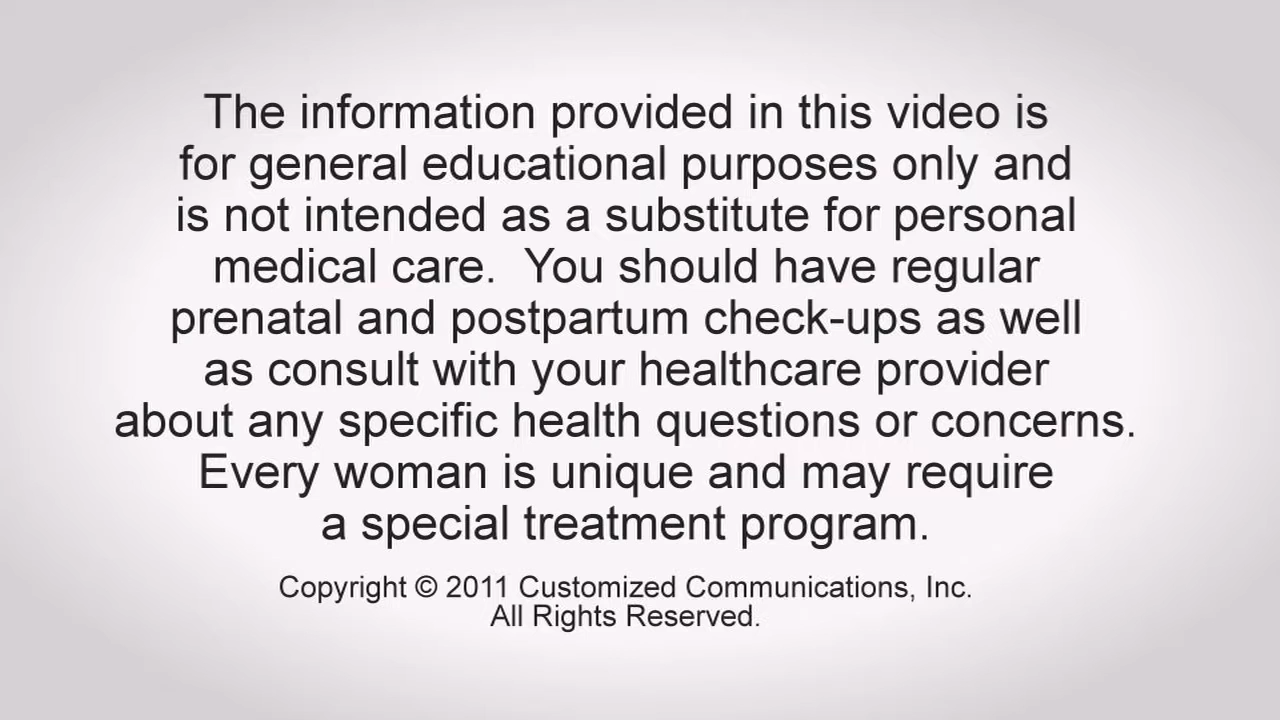 The information provided in this video is
for general educational purposes only and
is not intended as a substitute for personal
medical care.  You should have regular
prenatal and postpartum check-ups as well
as consult with your healthcare provider
about any specific health questions or concerns.
Every woman is unique and may require
a special treatment program.
Copyright © 2011 Customized Communications, Inc.
All Rights Reserved.